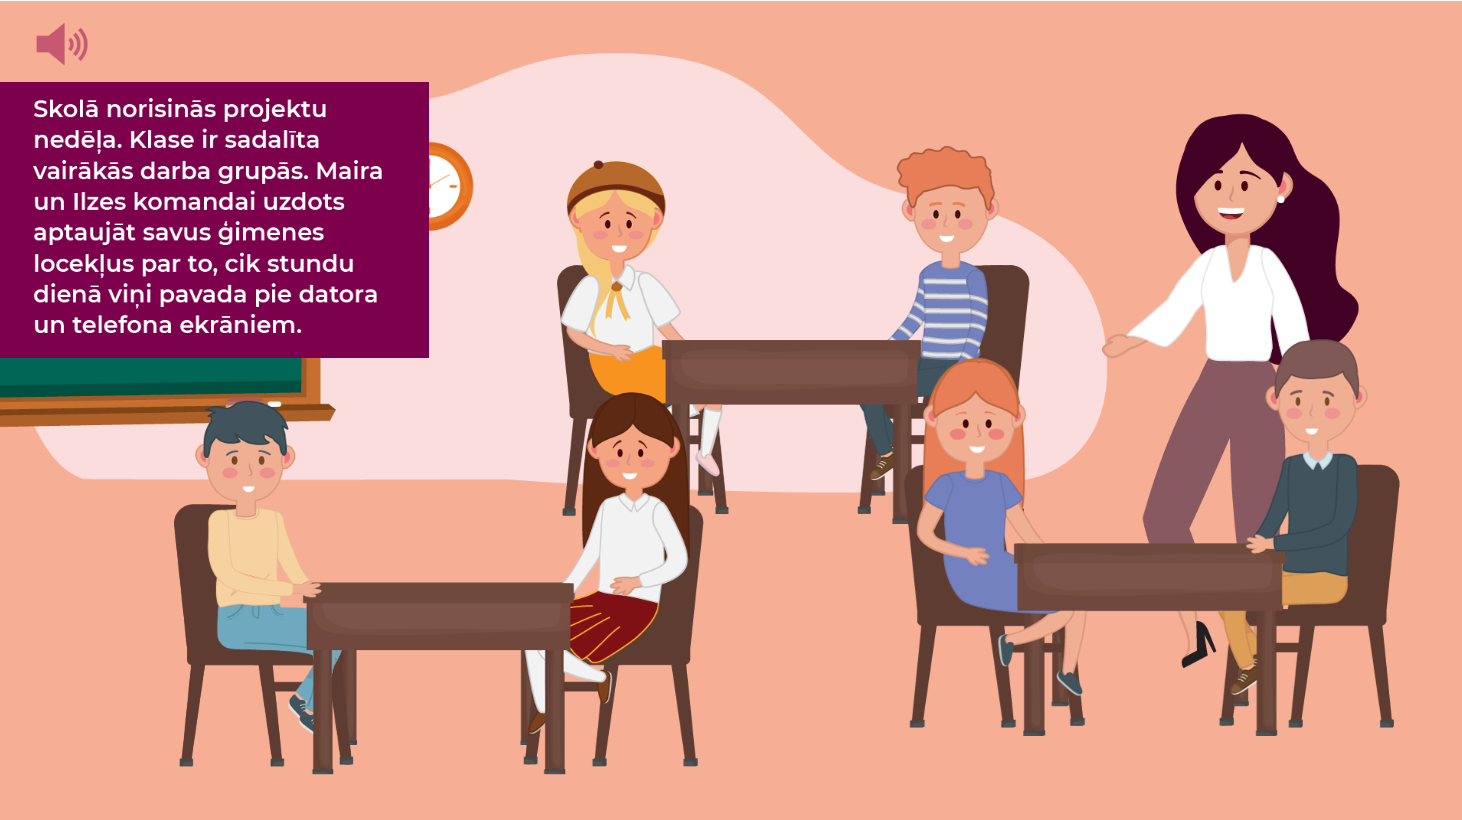 Skolā norisinās projektu
nedēļa. Klase ir sadalīta
vairākās darba grupās. Maira
un Ilzes komandai uzdots
aptaujāt savus ģimenes
locekļus par to, cik stundu
dienā viņi pavada pie datora
un telefona ekrāniem.